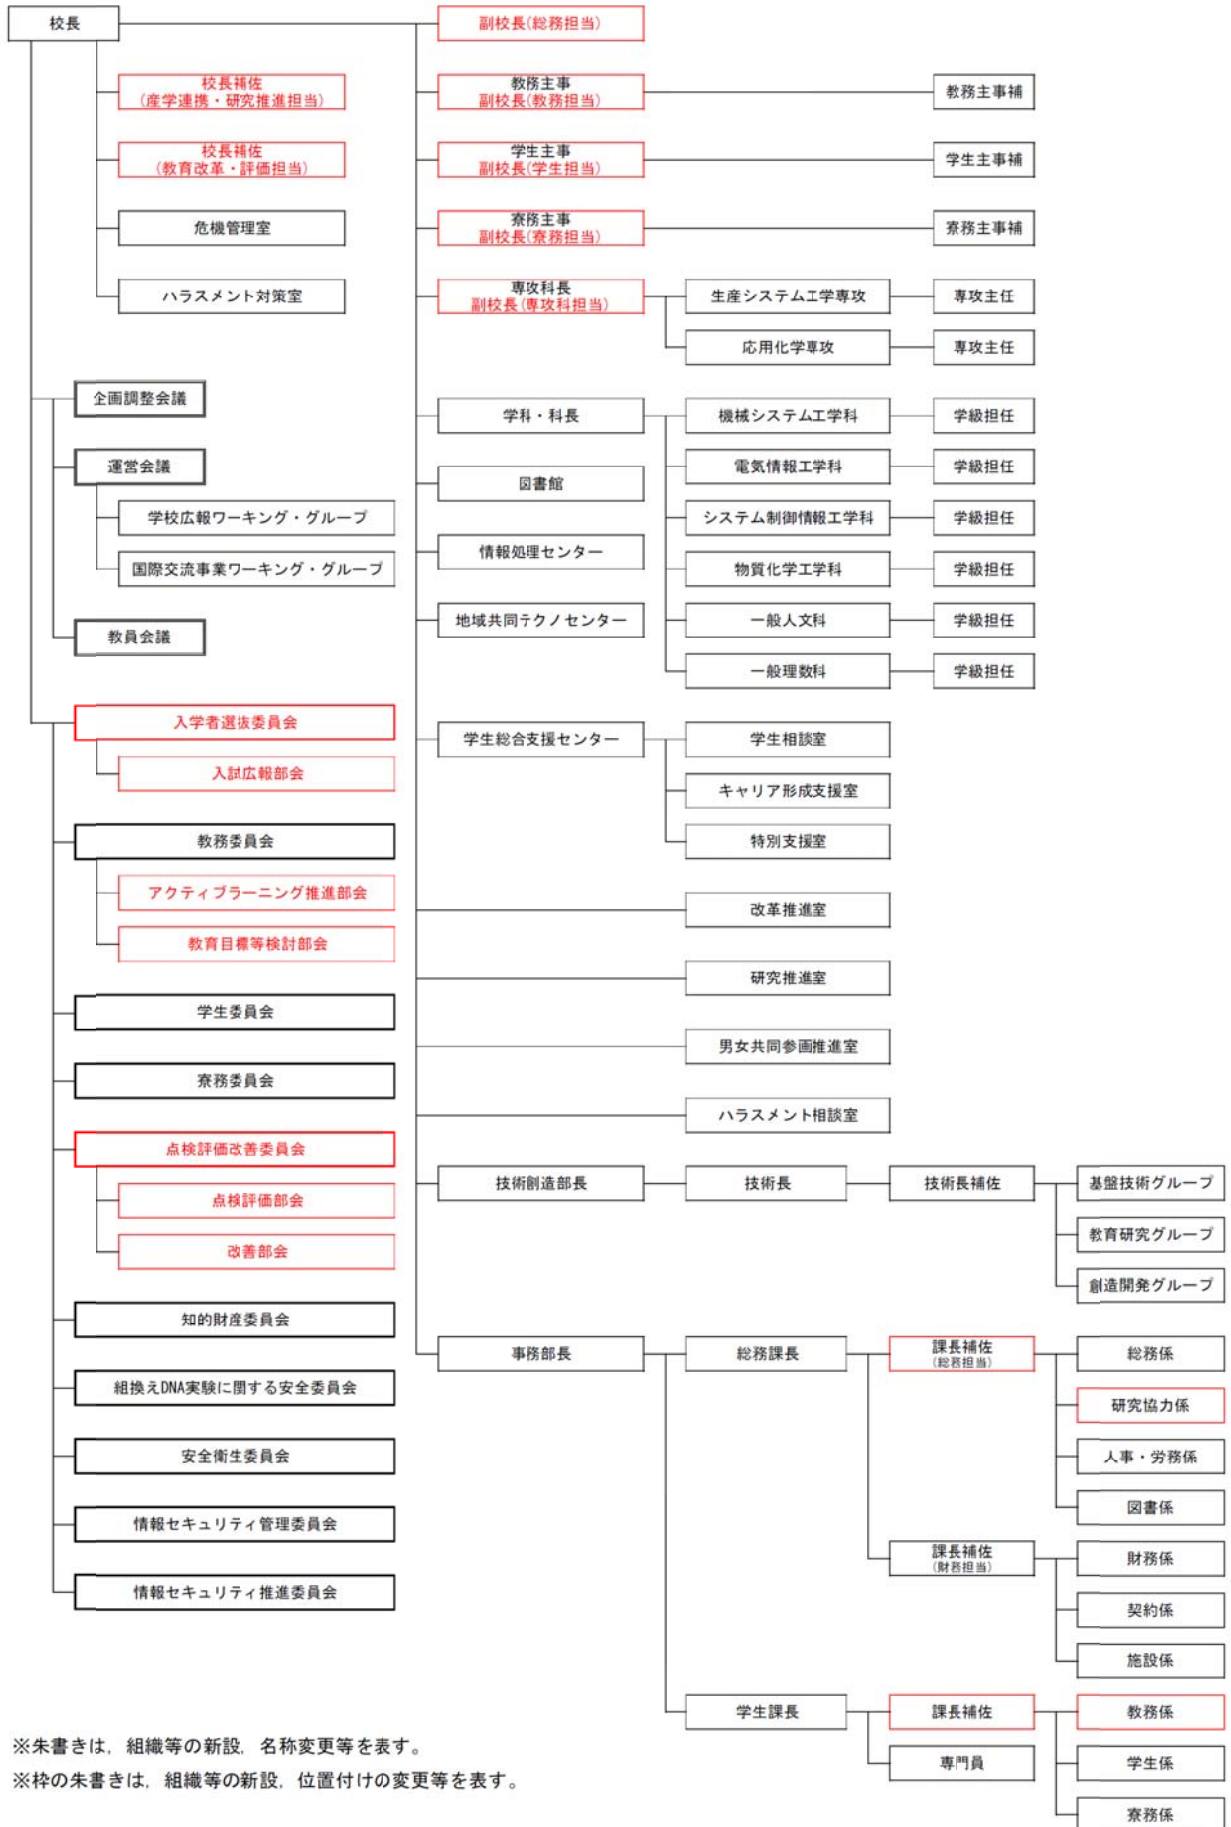 校長
校長補佐
(産学連携・研究推進担当)
校長補佐
(教育改革・評価担当)
危機管理室
ハラスメント対策室
企画調整会議
運営会議
学校広報ワーキング・グループ
国際交流事業ワーキング・グループ
教員会議
入学者選抜委員会
入試広報部会
教務委員会
アクティブラーニング推進部会
教育目標等検討部会
学生委員会
寮務委員会
点検評価改善委員会
点検評価部会
改善部会
知的財産委員会
組換えDNA実験に関する安全委員会
安全衛生委員会
情報セキュリティ管理委員会
情報セキュリティ推進委員会
副校長(総務担当)
教務主事
副校長(教務担当)
教務主事補
学生主事
副校長(学生担当)
学生主事補
寮務主事
副校長(寮務担当)
寮務主事補
専攻科長
副校長(専攻科担当)
生産システム工学専攻
専攻主任
応用化学専攻
専攻主任
学科・科長
機械システム工学科
学級担任
電気情報工学科
学級担任
システム制御情報工学科
学級担任
物質化学工学科
学級担任
一般人文科
学級担任
一般理数科
学級担任
図書館
情報処理センター
地域共同テクノセンター
学生総合支援センター
学生相談室
キャリア形成支援室
特別支援室
改革推進室
研究推進室
男女共同参画推進室
ハラスメント相談室
技術創造部長
技術長
技術長補佐
基盤技術グループ
教育研究グループ
創造開発グループ
事務部長
総務課長
課長補佐
(総務担当)
総務係
研究協力係
人事・労務係
図書係
課長補佐
(財務担当)
財務係
契約係
施設係
学生課長
課長補佐
教務係
学生係
寮務係
専門員
※朱書きは，組織等の新設，名称変更等を表す。
※枠の朱書きは，組織等の新設，位置付けの変更等を表す。